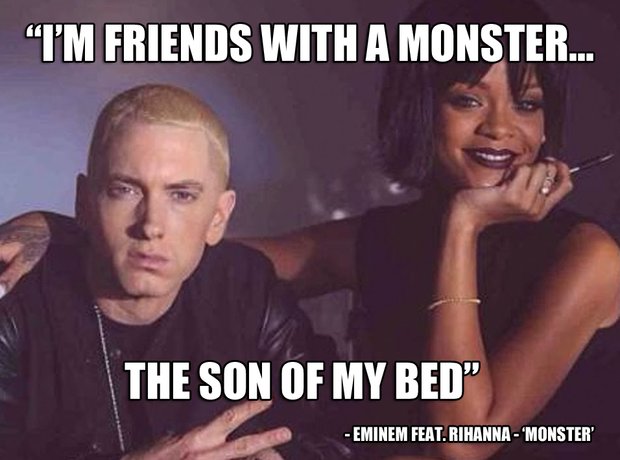 “I’M FRIENDS WITH A MONSTER...
THE SON OF MY BED”
- EMINEM FEAT. RIHANNA - ‘MONSTER’